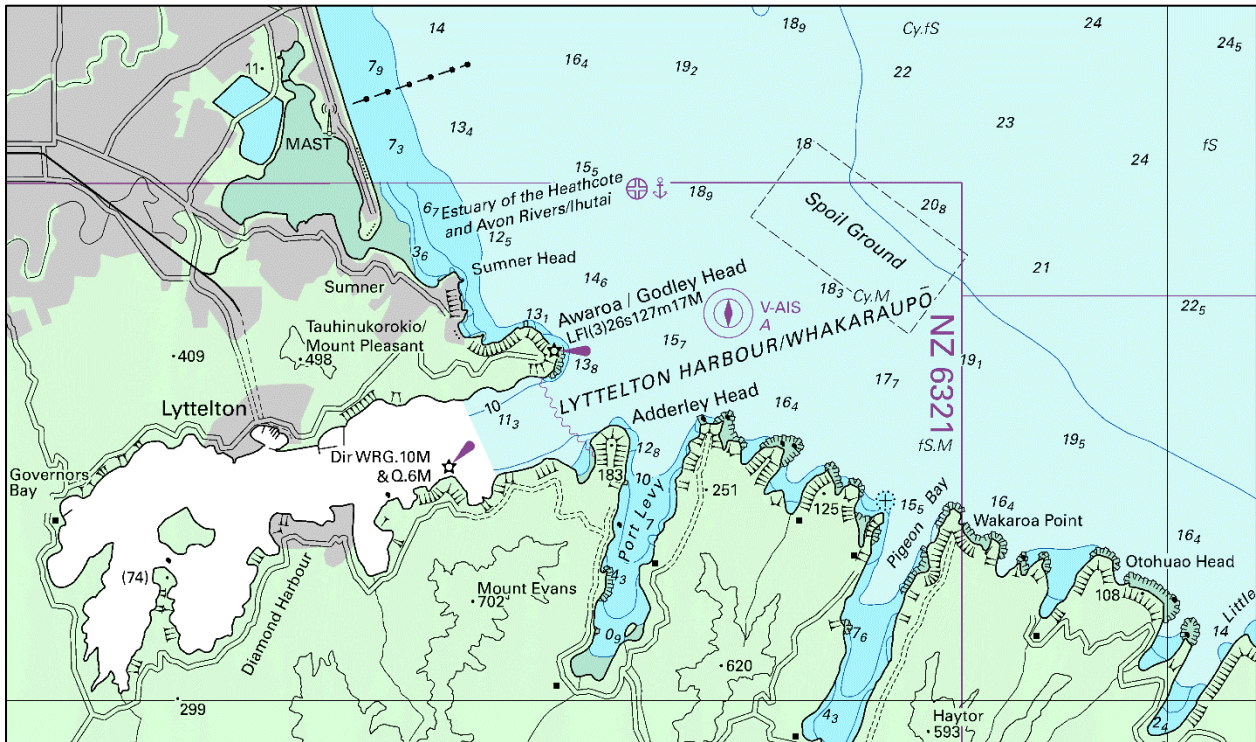 14
18₉
Cy.fS
24
24₅
11
7₉
16₄
19₂
22
MAST
7₃
13₄
23
24
fS
18
15₅
Estuary of the Heathcote
and Avon Rivers/Ihutai
6₇
18₉
Spoil Ground
20₈
12₅
3₆
Sumner Head
21
Sumner
14₆
18₃
Cy.M
22₅
Awaroa / Godley Head
LFl(3)26s127m17M
V-AIS
A
13₁
Tauhinukorokio/
Mount Pleasant
409
498
13₈
15₇
LYTTELTON HARBOUR/WHAKARAUPŌ
NZ 6321
19₁
17₇
Lyttelton
10
11₃
Adderley Head
16₄
fS.M
19₅
Dir WRG.10M
& Q.6M
12₈
183
10
251
125
15₅
Pigeon Bay
16₄
Wakaroa Point
16₄
Governors
Bay
7
Port Levy
Otohuao Head
(74)
Diamond Harbour
Mount Evans
702
4₃
108
0₉
7₆
14
Little
620
299
4₃
Haytor
593
2₄